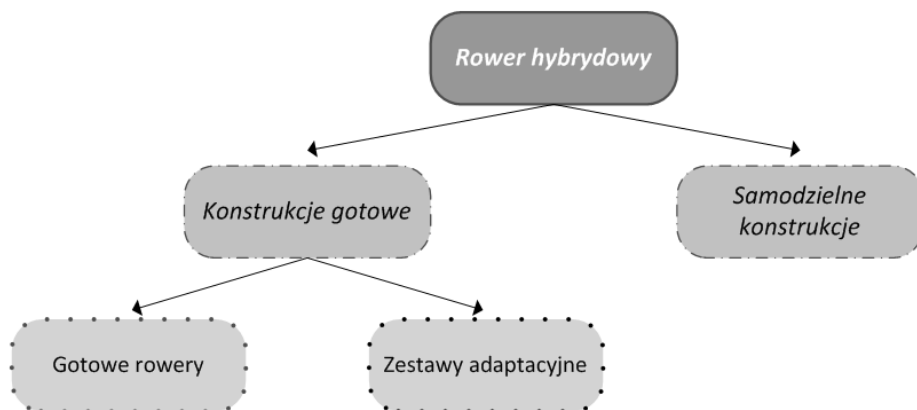 Rower hybrydowy
Konstrukcje gotowe
Samodzielne
konstrukcje
Gotowe rowery
Zestawy adaptacyjne